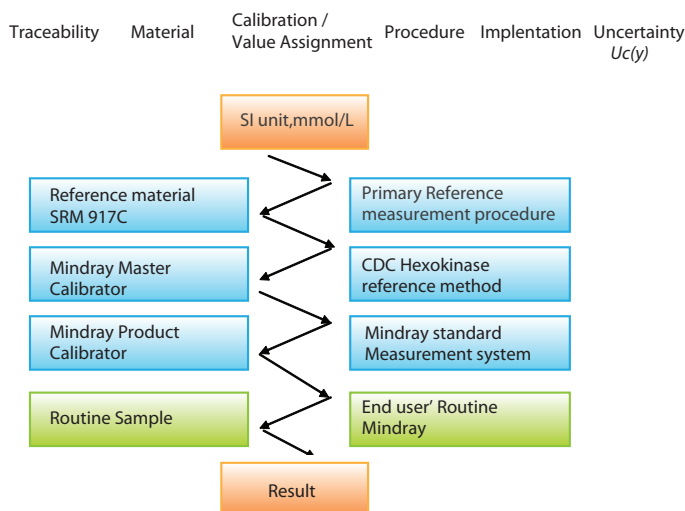 Traceability Material Calibration / Value Assignment Procedure Implentation Uncertainty
Uc(y)
SI unit,mmol/L
Reference material
SRM 917C
Primary Reference
measurement procedure
Mindray Master
Calibrator
CDC Hexokinase
reference method
Mindray Product
Calibrator
Mindray standard
Measurement system
Routine Sample
End user' Routine
Mindray
Result